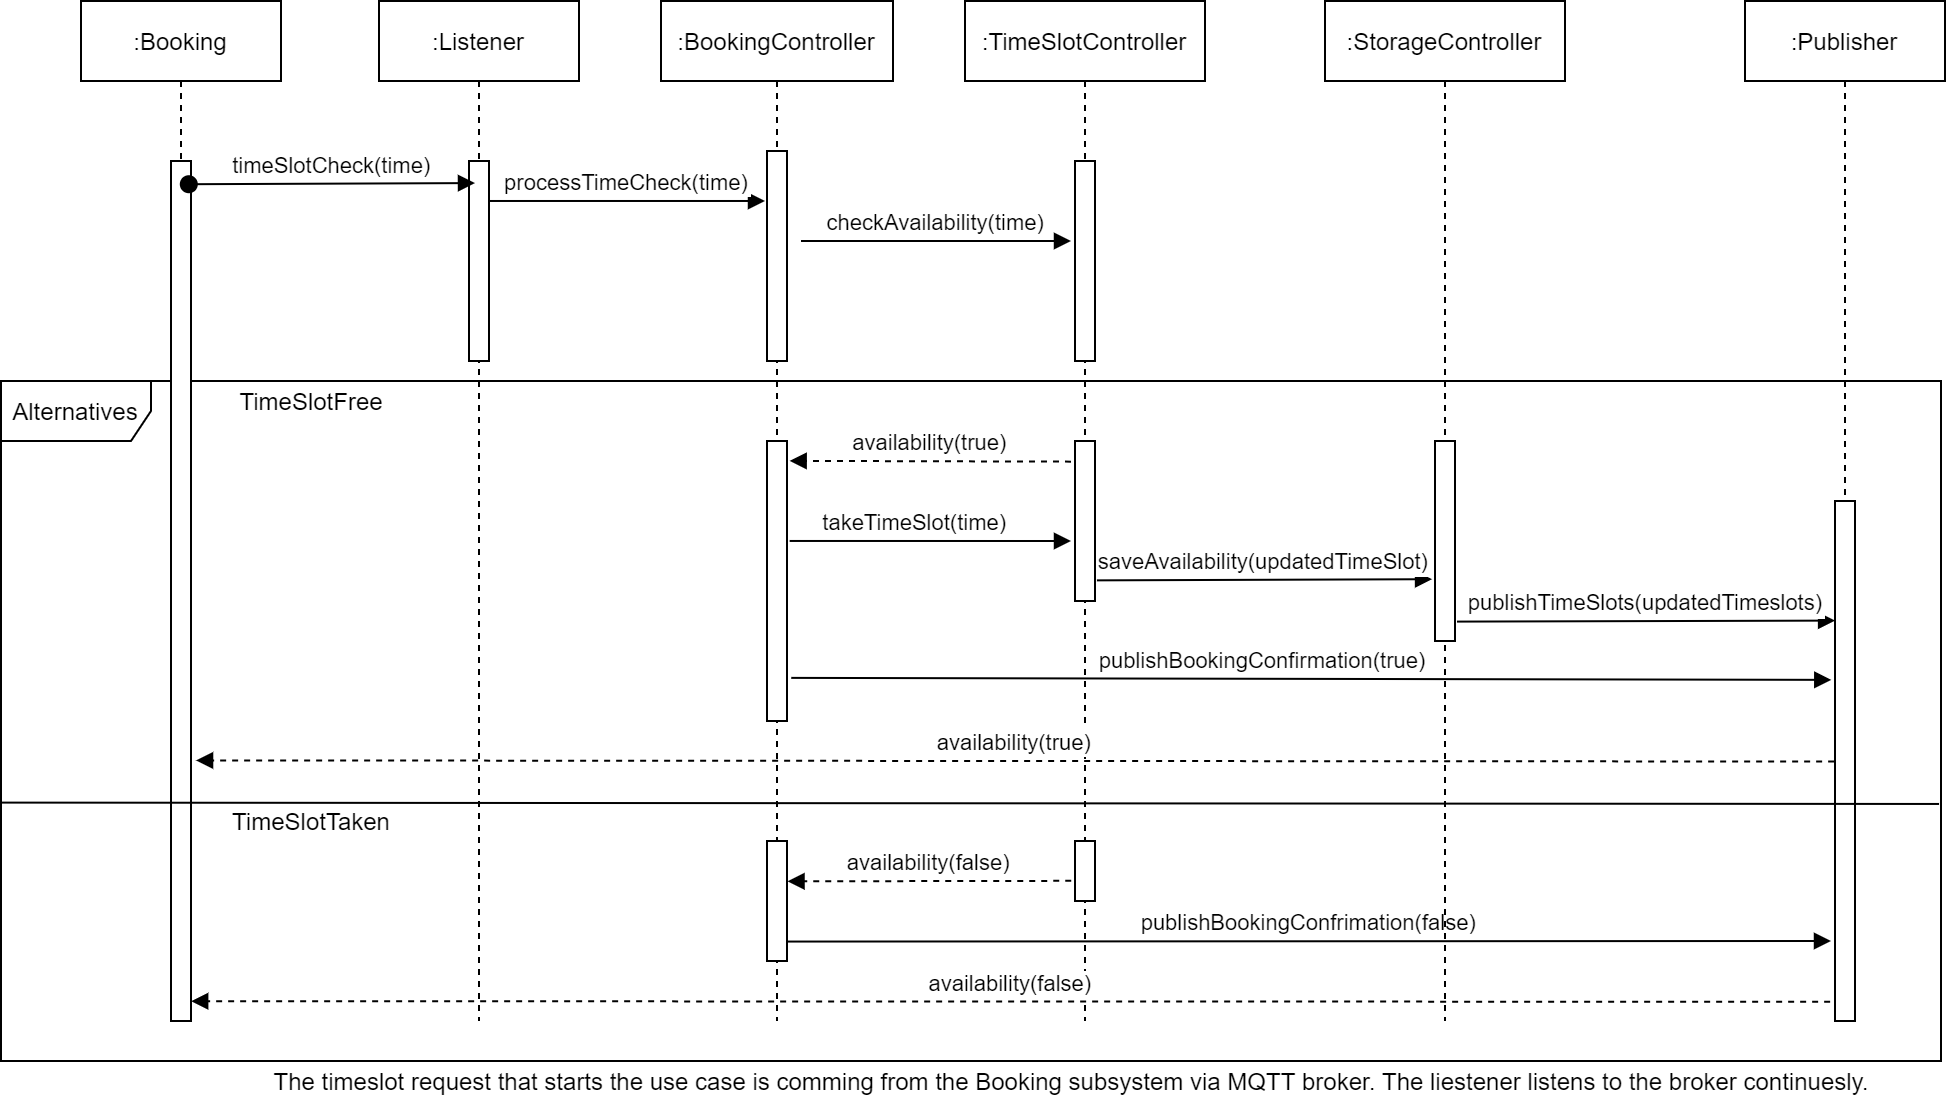 :Booking
:Listener
:BookingController
:TimeSlotController
:StorageController
:Publisher
timeSlotCheck(time)
processTimeCheck(time)
checkAvailability(time)
Alternatives
TimeSlotFree
availability(true)
takeTimeSlot(time)
saveAvailability(updatedTimeSlot)
publishTimeSlots(updatedTimeslots)
publishBookingConfirmation(true)
availability(true)
TimeSlotTaken
availability(false)
publishBookingConfrimation(false)
availability(false)
The timeslot request that starts the use case is comming from the Booking subsystem via MQTT broker. The liestener listens to the broker continuesly.